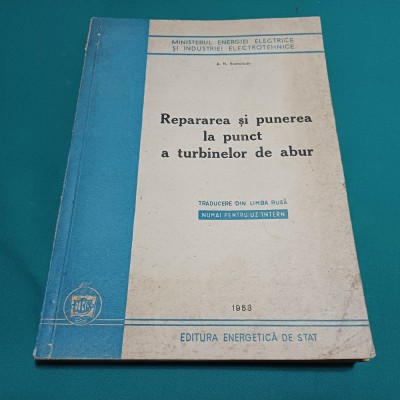 MINISTERUL ENERGIEI ELECTRICE
ȘI INDUSTRIEI ELECTROTEHNICE
A. N.
Repararea și punerea
la punct
a turbinelor de abur
TRADUCERE DIN LIMBA RUSĂ
NUMAI PENTRU UZ INTERN
1953
EDITURA ENERGETICĂ DE STAT